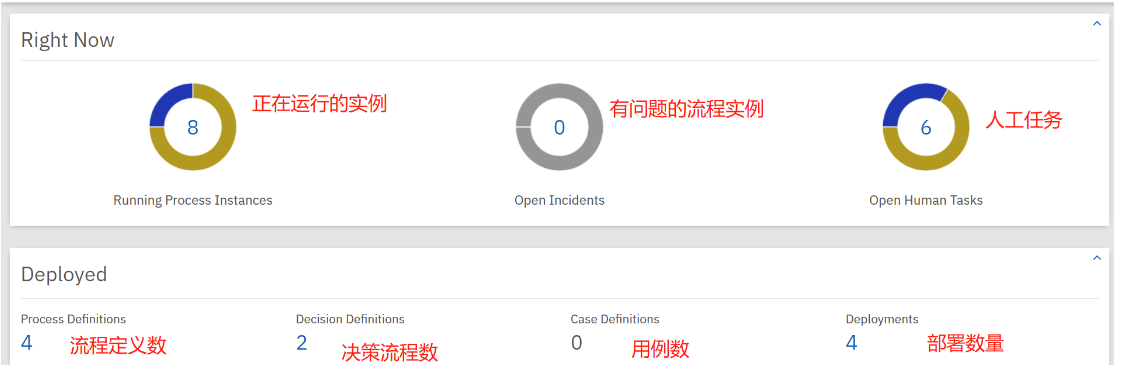 Right Now
8
正在运行的实例
0
有问题的流程实例
6
人工任务
Running Process Instances
Open Incidents
Open Human Tasks
Deployed
Process Definitions
Decision Definitions
Case Definitions
Deployments
4
流程定义数
2
决策流程数
0
用例数
4
部署数量